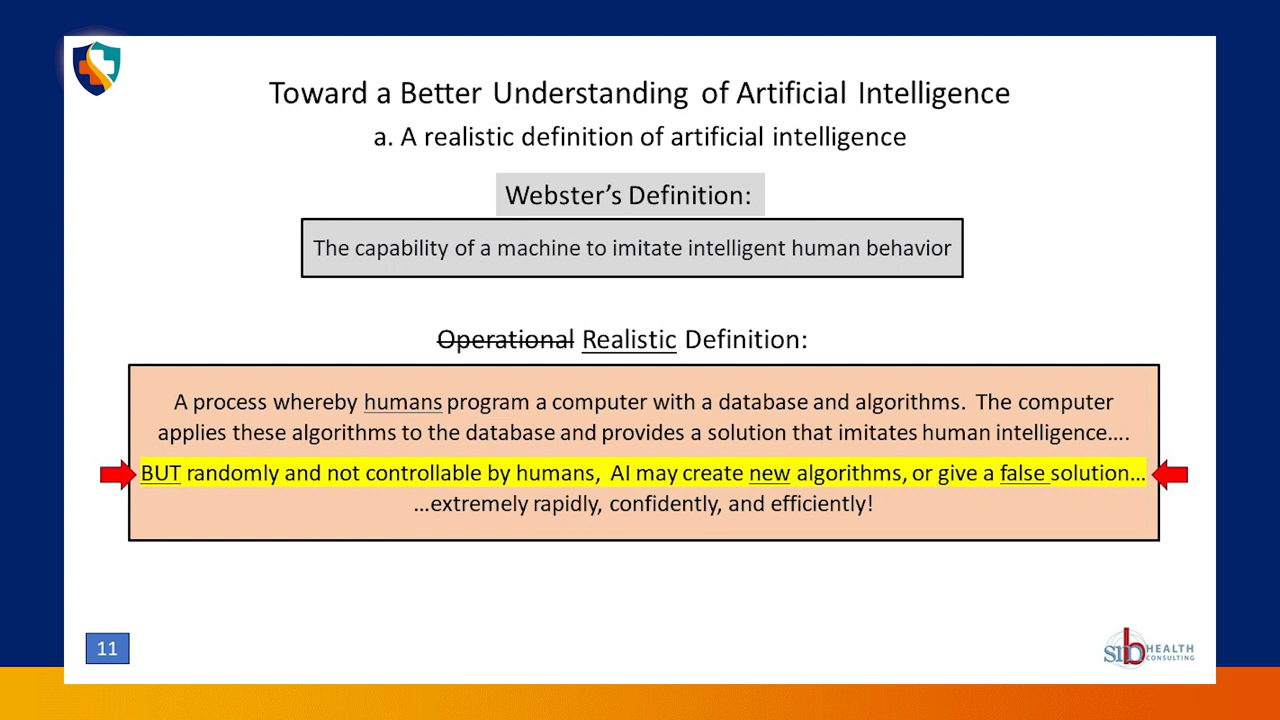 Toward a Better Understanding of Artificial Intelligence
a. A realistic definition of artificial intelligence
Webster’s Definition:
The capability of a machine to imitate intelligent human behavior
Operational Realistic Definition:
A process whereby humans program a computer with a database and algorithms. The computer
applies these algorithms to the database and provides a solution that imitates human intelligence….
BUT randomly and not controllable by humans, AI may create new algorithms, or give a false solution…
…extremely rapidly, confidently, and efficiently!
11
smb HEALTH
CONSULTING